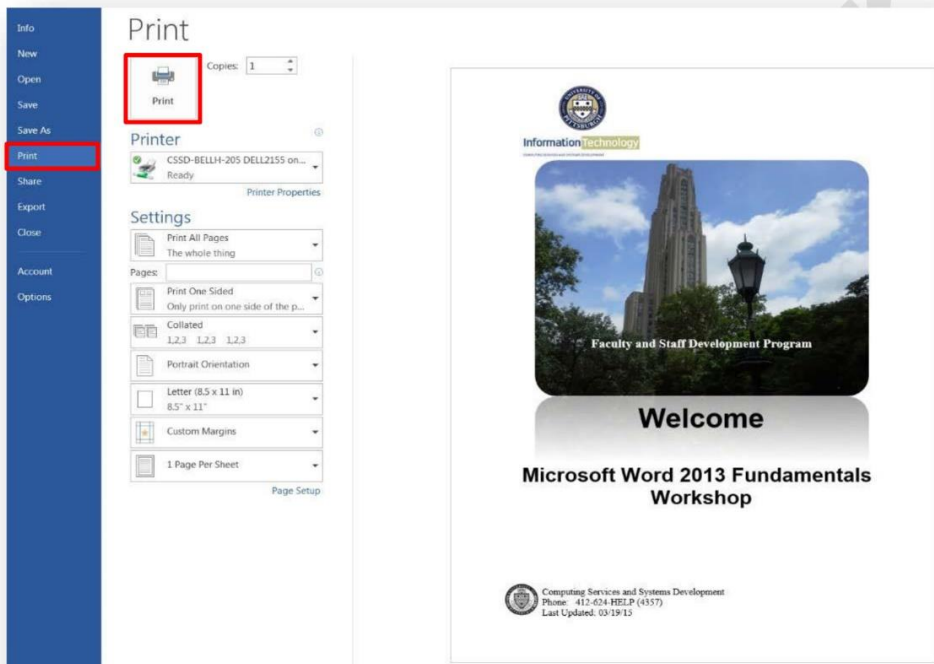 Info
New
Open
Save
Save As
Print
Share
Export
Close
Account
Options
Print
Print
Copies: 1
Printer
CSSD-BELLH-205 DELL2155 on...
Ready
Printer Properties
Settings
Print All Pages
The whole thing
Pages:
Print One Sided
Only print on one side of the p...
Collated
1,2,3 1,2,3 1,2,3
Portrait Orientation
Letter (8.5 x 11 in)
8.5" x 11"
Custom Margins
1 Page Per Sheet
Page Setup
UNIVERSITY OF
PITTSBURGH
Information Technology
Faculty and Staff Development Program
Welcome
Microsoft Word 2013 Fundamentals
Workshop
Computing Services and Systems Development
Phone: 412-624-HELP (4357)
Last Updated: 03/19/15